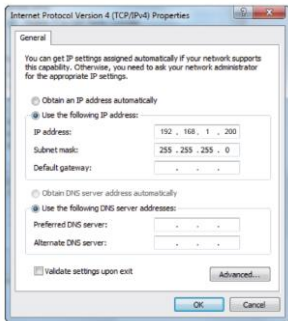 Internet Protocol Version 4 (TCP/IPv4) Properties
General
You can get IP settings assigned automatically if your network supports
this capability. Otherwise, you need to ask your network administrator
for the appropriate IP settings.
Obtain an IP address automatically
Use the following IP address:
IP address: 192 . 168 . 1 . 200
Subnet mask: 255 . 255 . 255 . 0
Default gateway: . . .
Obtain DNS server address automatically
Use the following DNS server addresses:
Preferred DNS server: . . .
Alternate DNS server: . . .
Validate settings upon exit
Advanced...
OK Cancel